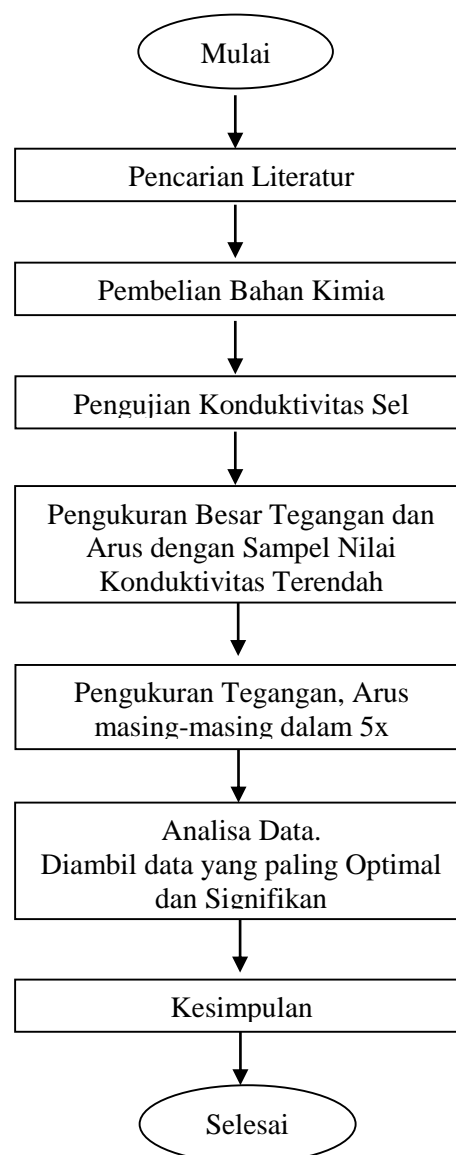 Mulai
Pencarian Literatur
Pembelian Bahan Kimia
Pengujian Konduktivitas Sel
Pengukuran Besar Tegangan dan
Arus dengan Sampel Nilai
Konduktivitas Terendah
Pengukuran Tegangan, Arus
masing-masing dalam 5x
Analisa Data.
Diambil data yang paling Optimal
dan Signifikan
Kesimpulan
Selesai